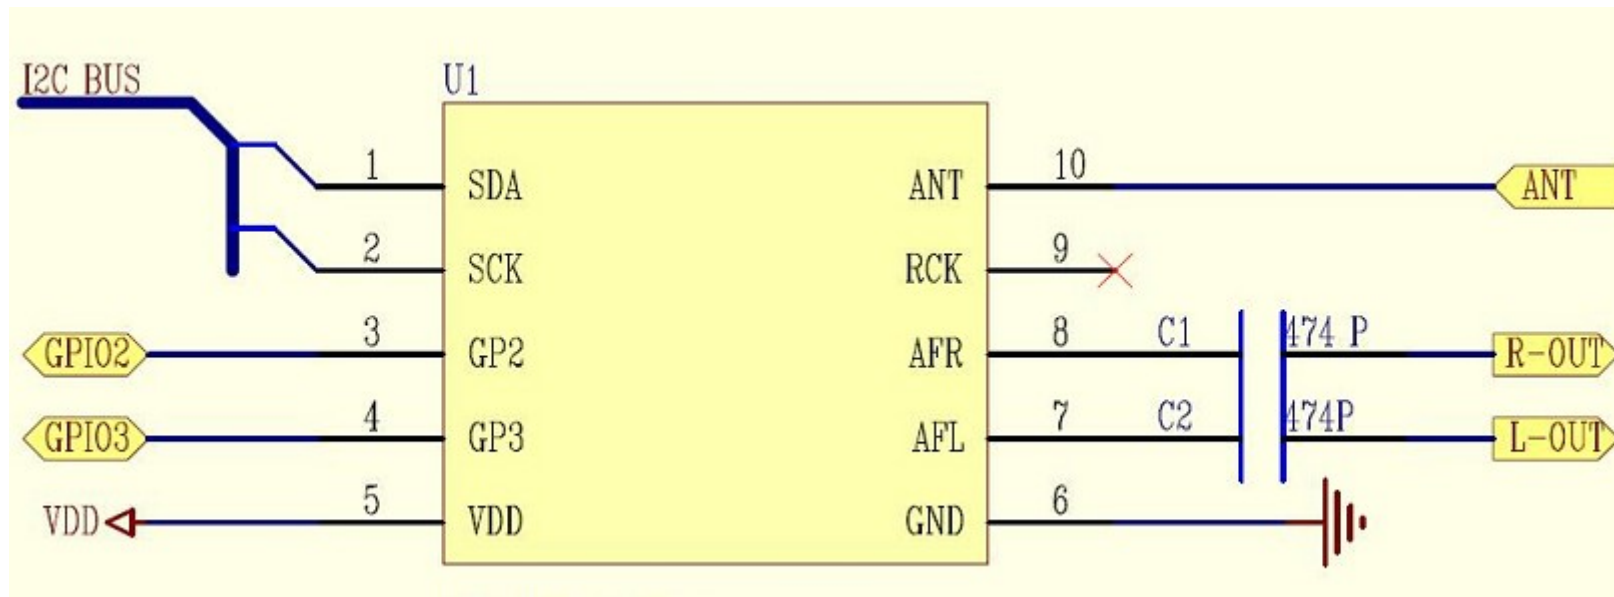 I2C BUS
U1
1 SDA ANT 10 ANT
2 SCK RCK 9
GPIO2 3 GP2 AFR 8 C1 474 P R-OUT
GPIO3 4 GP3 AFL 7 C2 474P L-OUT
VDD 5 VDD GND 6